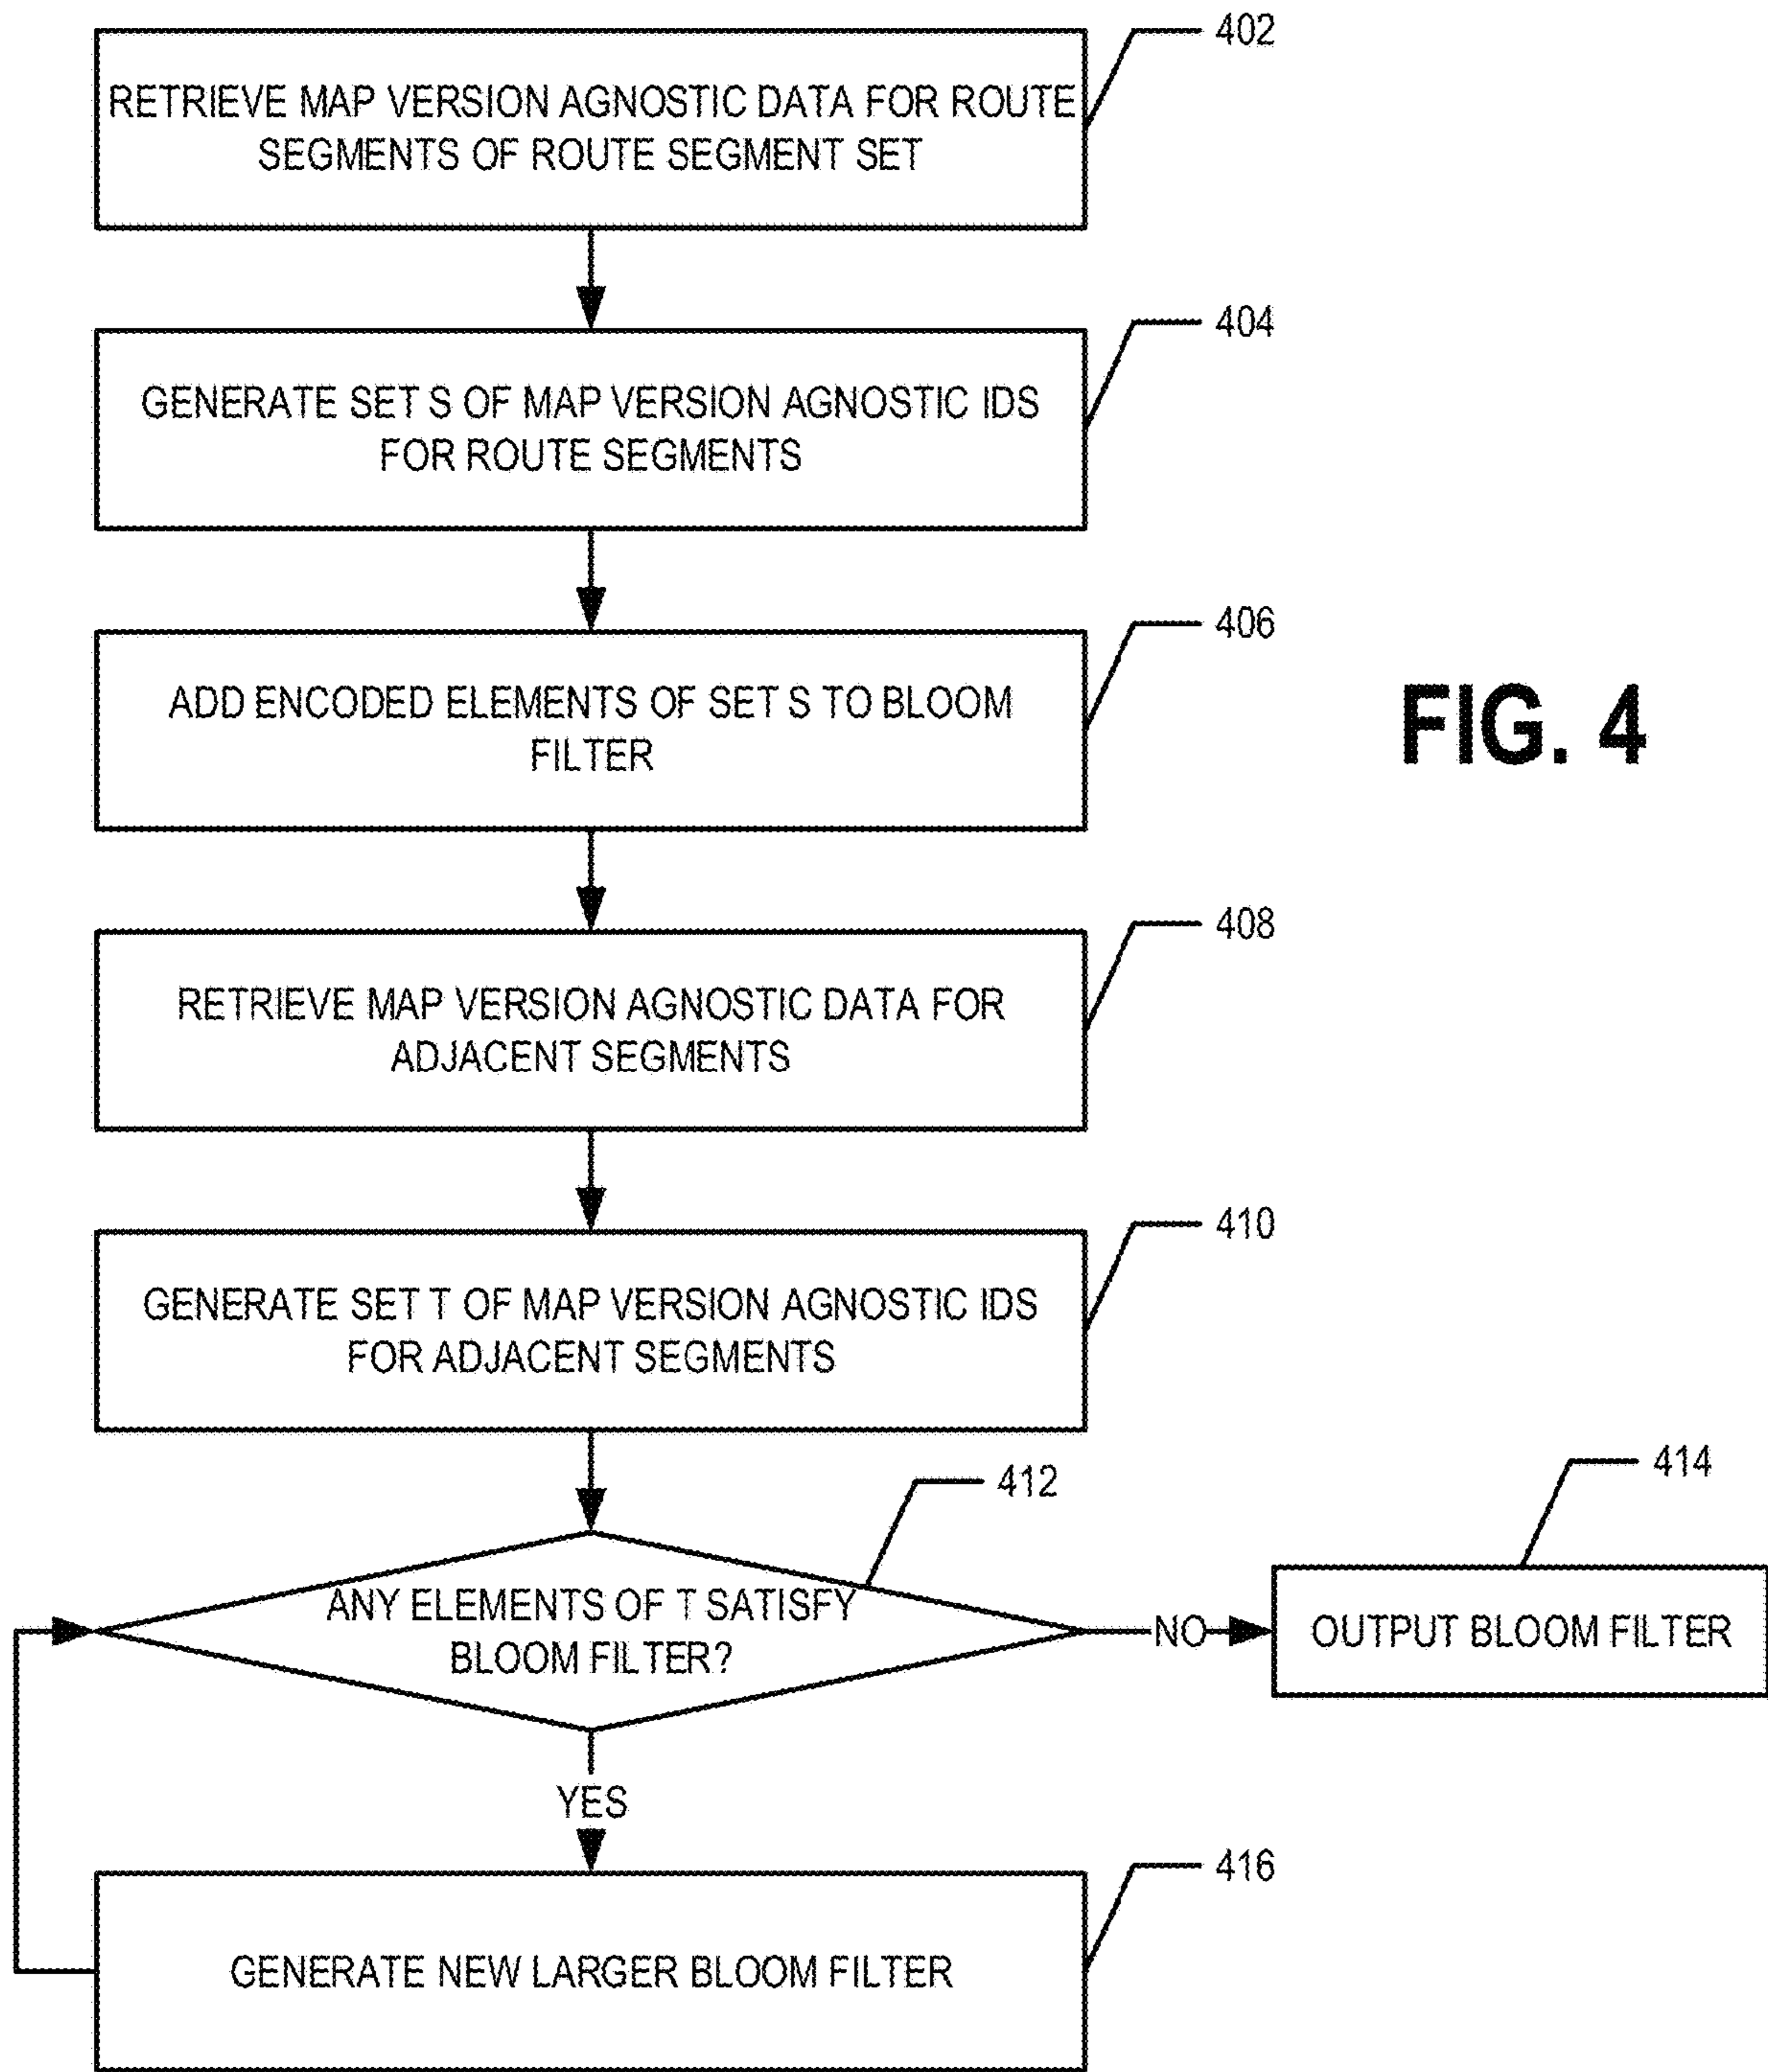 402
RETRIEVE MAP VERSION AGNOSTIC DATA FOR ROUTE
SEGMENTS OF ROUTE SEGMENT SET
404
GENERATE SET S OF MAP VERSION AGNOSTIC IDS
FOR ROUTE SEGMENTS
406
ADD ENCODED ELEMENTS OF SET S TO BLOOM
FILTER
FIG. 4
408
RETRIEVE MAP VERSION AGNOSTIC DATA FOR
ADJACENT SEGMENTS
410
GENERATE SET T OF MAP VERSION AGNOSTIC IDS
FOR ADJACENT SEGMENTS
412
414
ANY ELEMENTS OF T SATISFY
BLOOM FILTER?
NO
OUTPUT BLOOM FILTER
YES
416
GENERATE NEW LARGER BLOOM FILTER